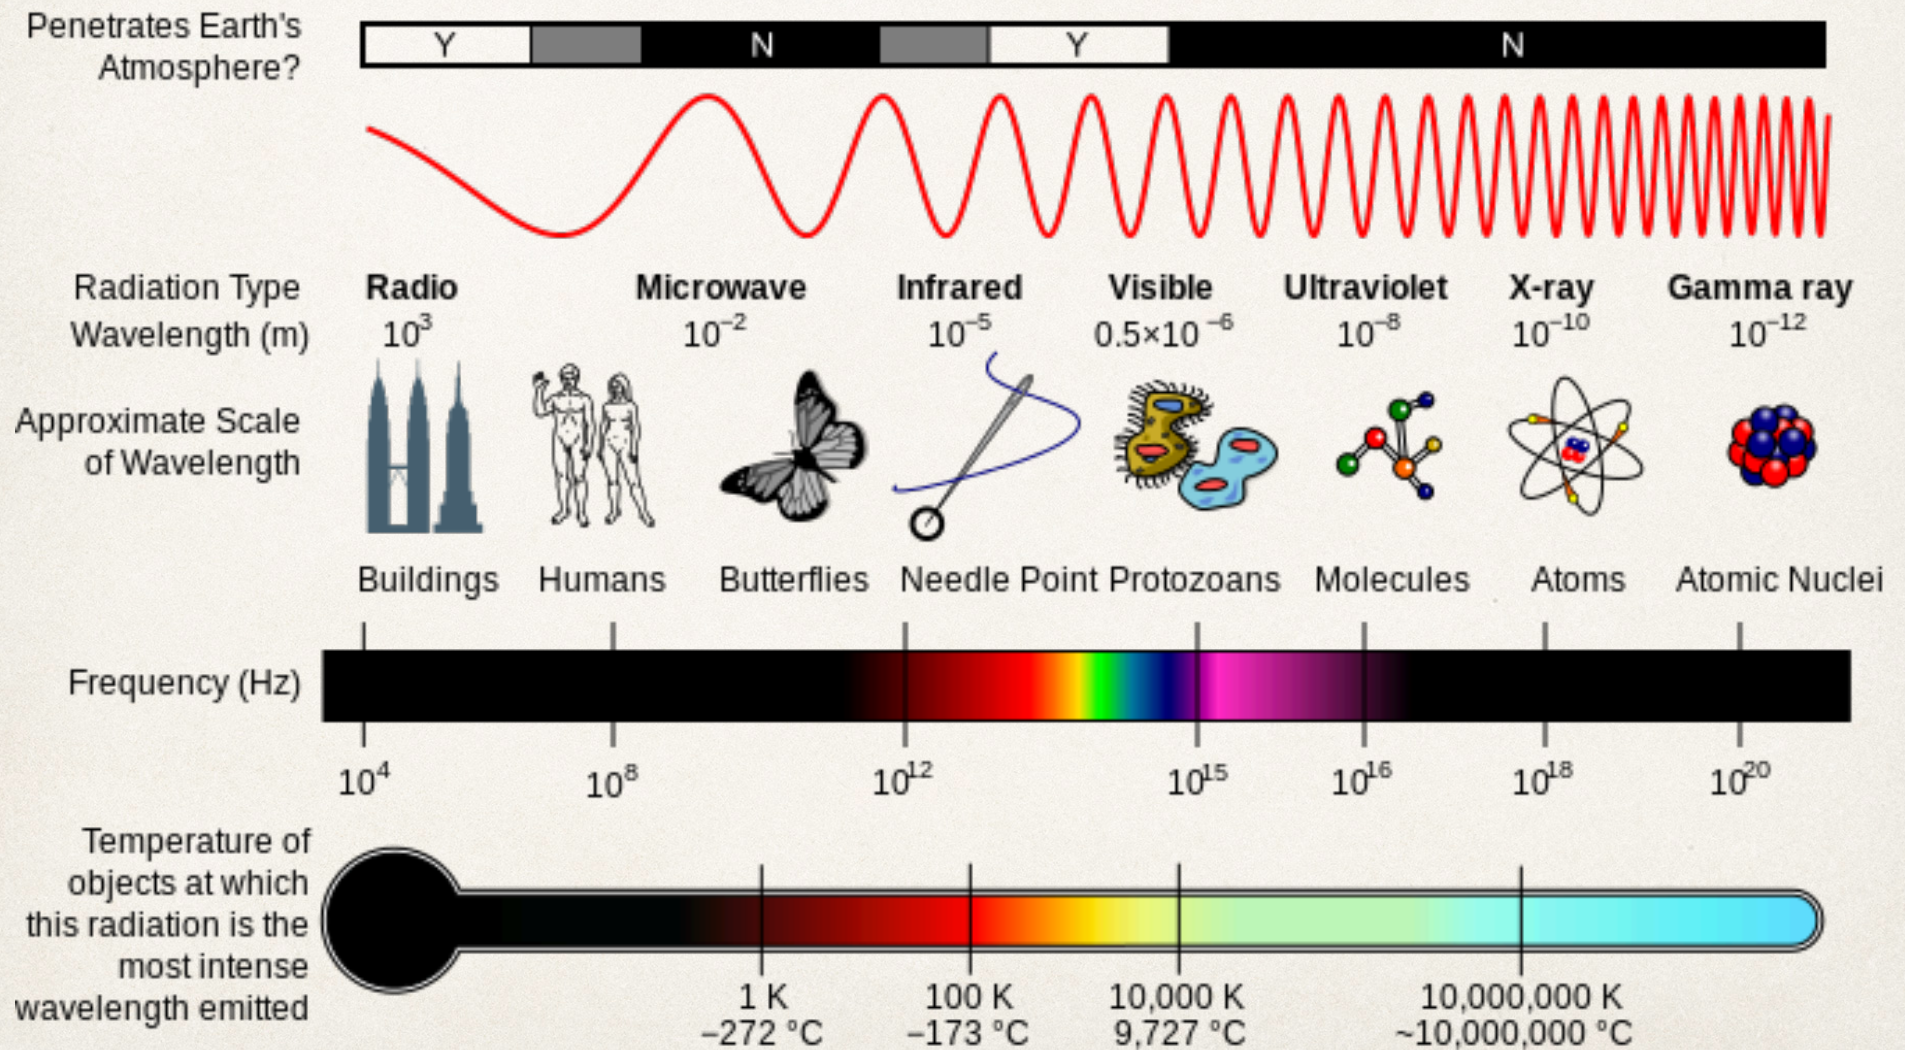 Penetrates Earth's
Atmosphere?
Y N Y N
Radiation Type
Radio Microwave Infrared Visible Ultraviolet X-ray Gamma ray
Wavelength (m)
10³ 10⁻² 10⁻⁵ 0.5×10⁻⁶ 10⁻⁸ 10⁻¹⁰ 10⁻¹²
Approximate Scale
of Wavelength
Buildings Humans Butterflies Needle Point Protozoans Molecules Atoms Atomic Nuclei
Frequency (Hz)
10⁴ 10⁸ 10¹² 10¹⁵ 10¹⁶ 10¹⁸ 10²⁰
Temperature of
objects at which
this radiation is the
most intense
wavelength emitted
1 K 100 K 10,000 K 10,000,000 K
−272 °C −173 °C 9,727 °C ~10,000,000 °C